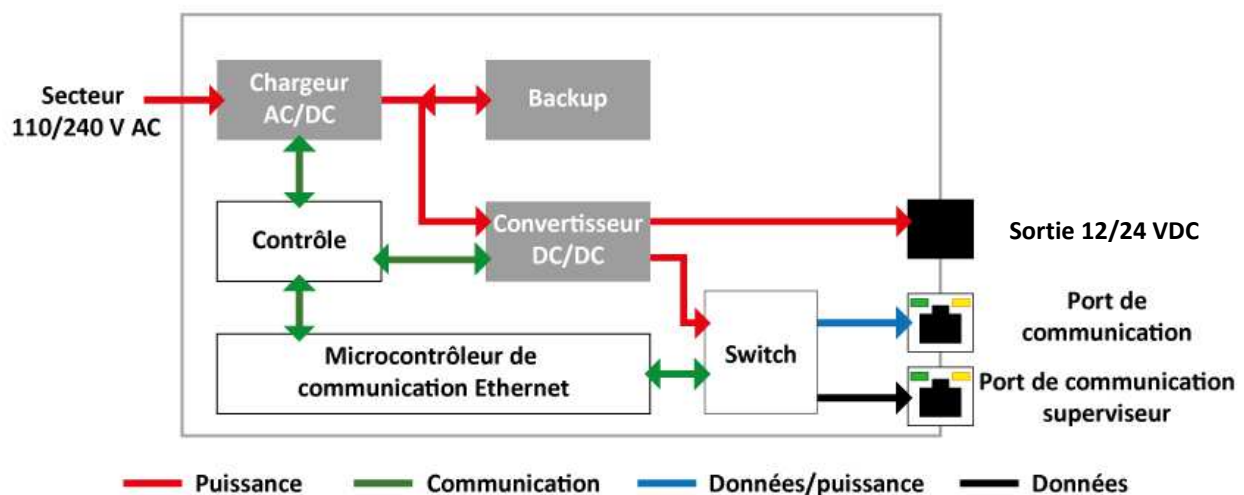 Secteur
110/240 V AC
Chargeur
AC/DC
Backup
Contrôle
Convertisseur
DC/DC
Sortie 12/24 VDC
Microcontrôleur de
communication Ethernet
Switch
Port de
communication
Port de communication
superviseur
Puissance
Communication
Données/puissance
Données